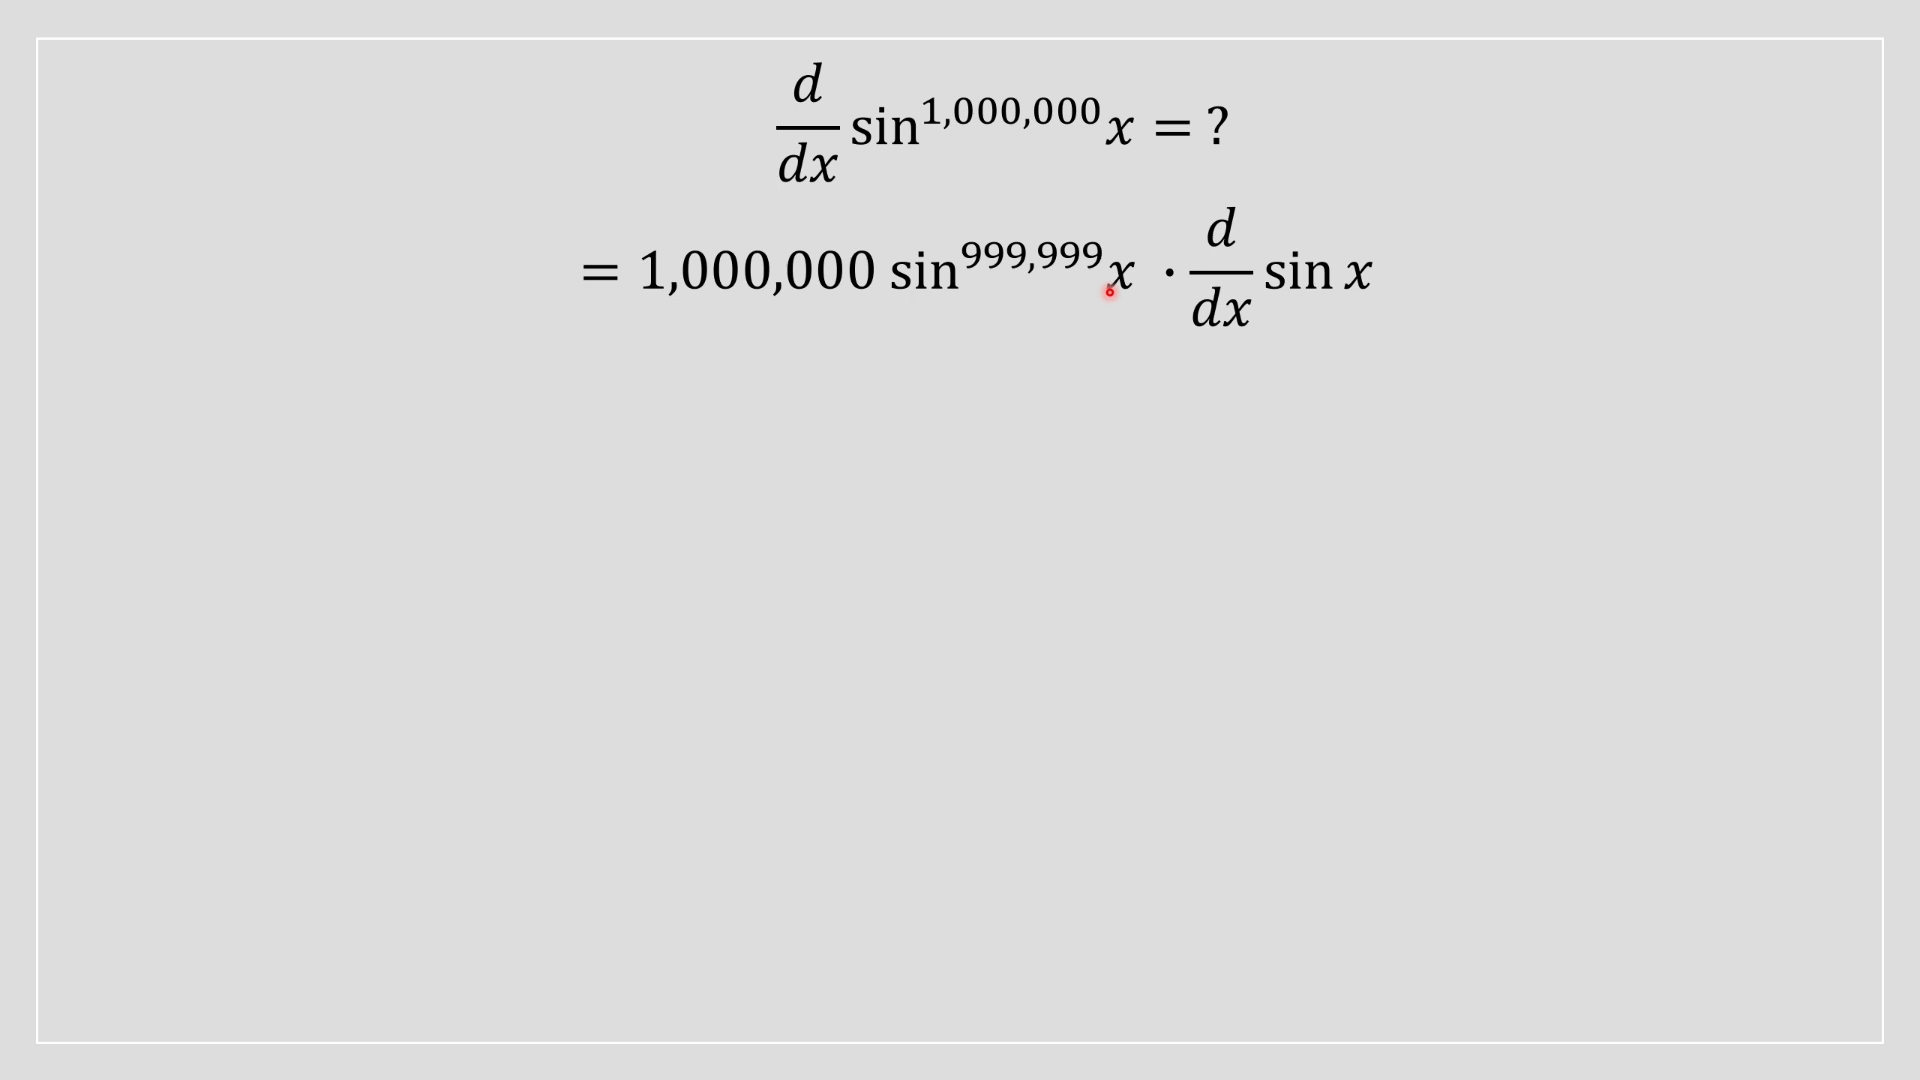 d/dx sin^1,000,000 x = ?
= 1,000,000 sin^999,999 x · d/dx sin x